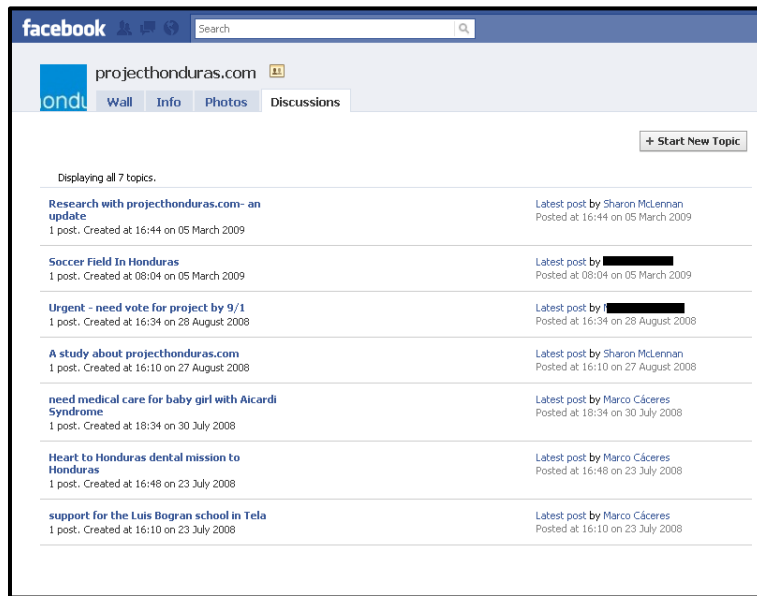 facebook
Search
projecthonduras.com
ondu
Wall Info Photos Discussions
+ Start New Topic
Displaying all 7 topics.
Research with projecthonduras.com- an
update
1 post. Created at 16:44 on 05 March 2009
Latest post by Sharon McLennan
Posted at 16:44 on 05 March 2009
Soccer Field In Honduras
1 post. Created at 08:04 on 05 March 2009
Latest post by
Posted at 08:04 on 05 March 2009
Urgent - need vote for project by 9/1
1 post. Created at 16:34 on 28 August 2008
Latest post by
Posted at 16:34 on 28 August 2008
A study about projecthonduras.com
1 post. Created at 16:10 on 27 August 2008
Latest post by Sharon McLennan
Posted at 16:10 on 27 August 2008
need medical care for baby girl with Aicardi
Syndrome
1 post. Created at 18:34 on 30 July 2008
Latest post by Marco Cáceres
Posted at 18:34 on 30 July 2008
Heart to Honduras dental mission to
Honduras
1 post. Created at 16:48 on 23 July 2008
Latest post by Marco Cáceres
Posted at 16:48 on 23 July 2008
support for the Luis Bogran school in Tela
1 post. Created at 16:10 on 23 July 2008
Latest post by Marco Cáceres
Posted at 16:10 on 23 July 2008